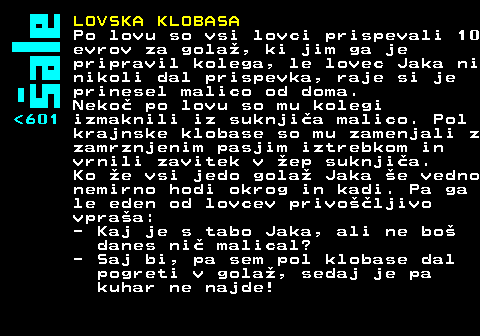 šale
<601
LOVSKA KLOBASA
Po lovu so vsi lovci prispevali 10
evrov za golaž, ki jim ga je
pripravil kolega, le lovec Jaka ni
nikoli dal prispevka, raje si je
prinesel malico od doma.
Nekoč po lovu so mu kolegi
izmaknili iz suknjiča malico. Pol
krajnske klobase so mu zamenjali z
zamrznjenim pasjim iztrebkom in
vrnili zavitek v žep suknjiča.
Ko že vsi jedo golaž Jaka še vedno
nemirno hodi okrog in kadi. Pa ga
le eden od lovcev privoščljivo
vpraša:
- Kaj je s tabo Jaka, ali ne boš
danes nič malical?
- Saj bi, pa sem pol klobase dal
pogreti v golaž, sedaj je pa
kuhar ne najde!